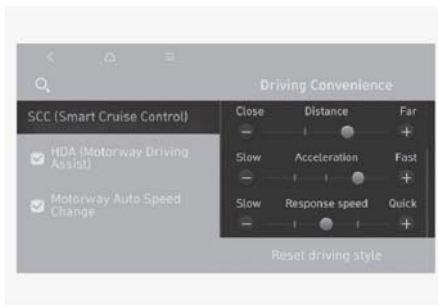 Driving Convenience
SCC (Smart Cruise Control)
HDA (Motorway Driving
Assist)
Motorway Auto Speed
Change
Close Distance Far
Slow Acceleration Fast
Slow Response speed Quick
Reset driving style